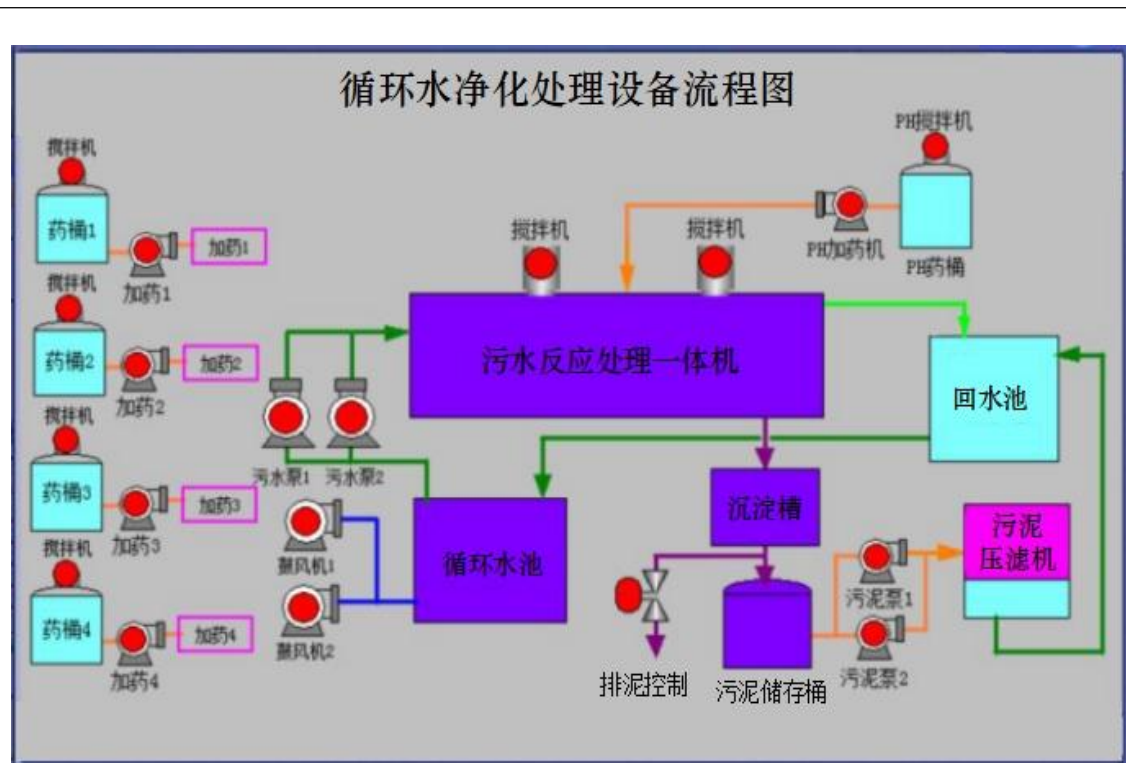 循环水净化处理设备流程图
搅拌机
药桶1
加药1
加药1
搅拌机
药桶2
加药2
加药2
搅拌机
药桶3
加药3
加药3
搅拌机
药桶4
加药4
加药4
PH搅拌机
PH加药机
PH药桶
搅拌机
搅拌机
污水反应处理一体机
回水池
污水泵1
污水泵2
鼓风机1
鼓风机2
循环水池
沉淀槽
排泥控制
污泥储存桶
污泥泵1
污泥泵2
污泥
压滤机